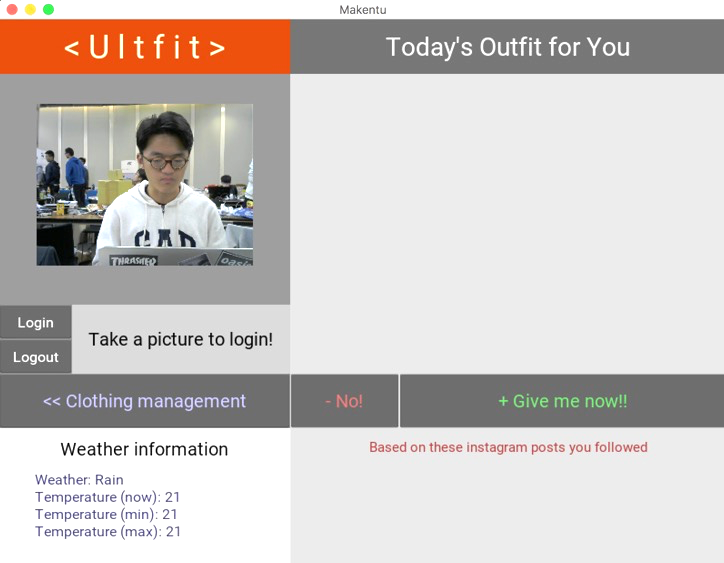 Makentu
< U l t f i t >
Today's Outfit for You
GAP
THRASHER
oasis
Login
Take a picture to login!
Logout
<< Clothing management
- No!
+ Give me now!!
Weather information
Based on these instagram posts you followed
Weather: Rain
Temperature (now): 21
Temperature (min): 21
Temperature (max): 21